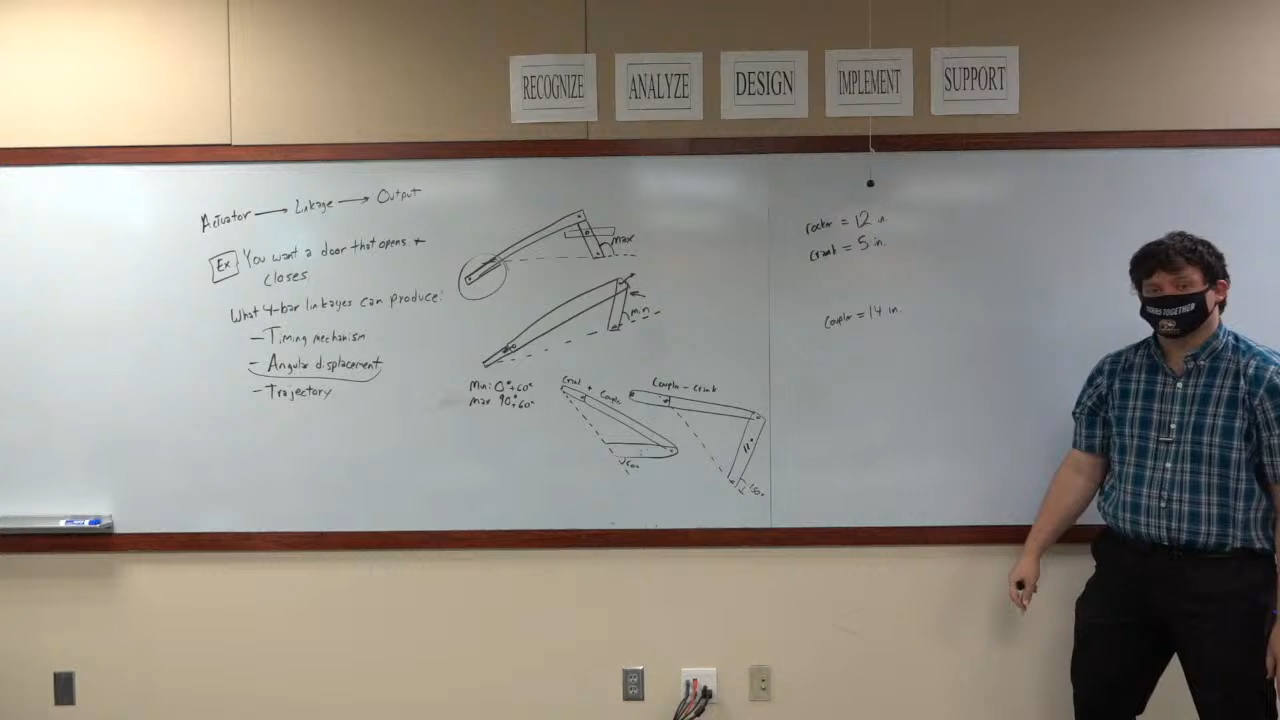 RECOGNIZE
ANALYZE
DESIGN
IMPLEMENT
SUPPORT
Actuator → Linkage → Output
Ex You want a door that opens +
closes
What 4-bar linkages can produce:
- Timing mechanism
- Angular displacement
- Trajectory
max
min
Min: 0°+60°
max 90°+60°
Crank + Coupler
Coupler - Crank
150°
rocker = 12 in.
crank = 5 in.
coupler = 14 in.
TOGETHER